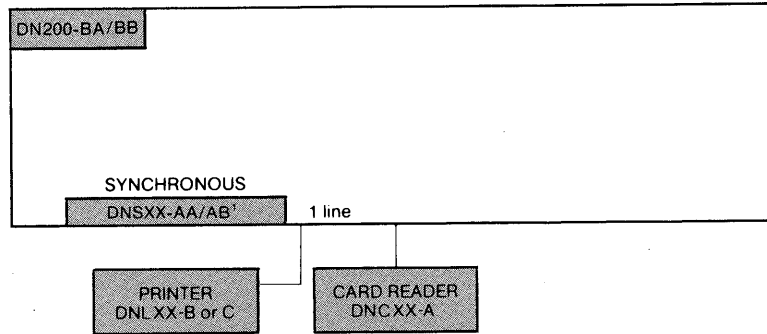 DN200-BA/BB
SYNCHRONOUS
DNSXX-AA/AB¹
1 line
PRINTER
DNLXX-B or C
CARD READER
DNCXX-A